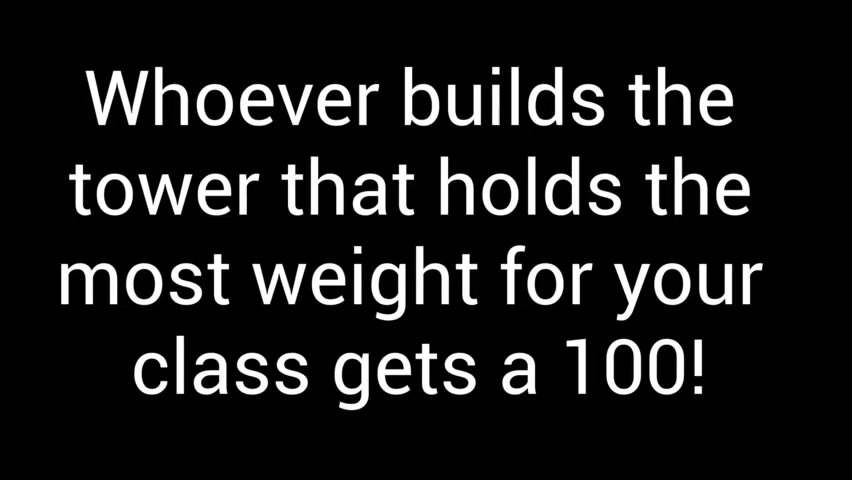 Whoever builds the
tower that holds the
most weight for your
class gets a 100!